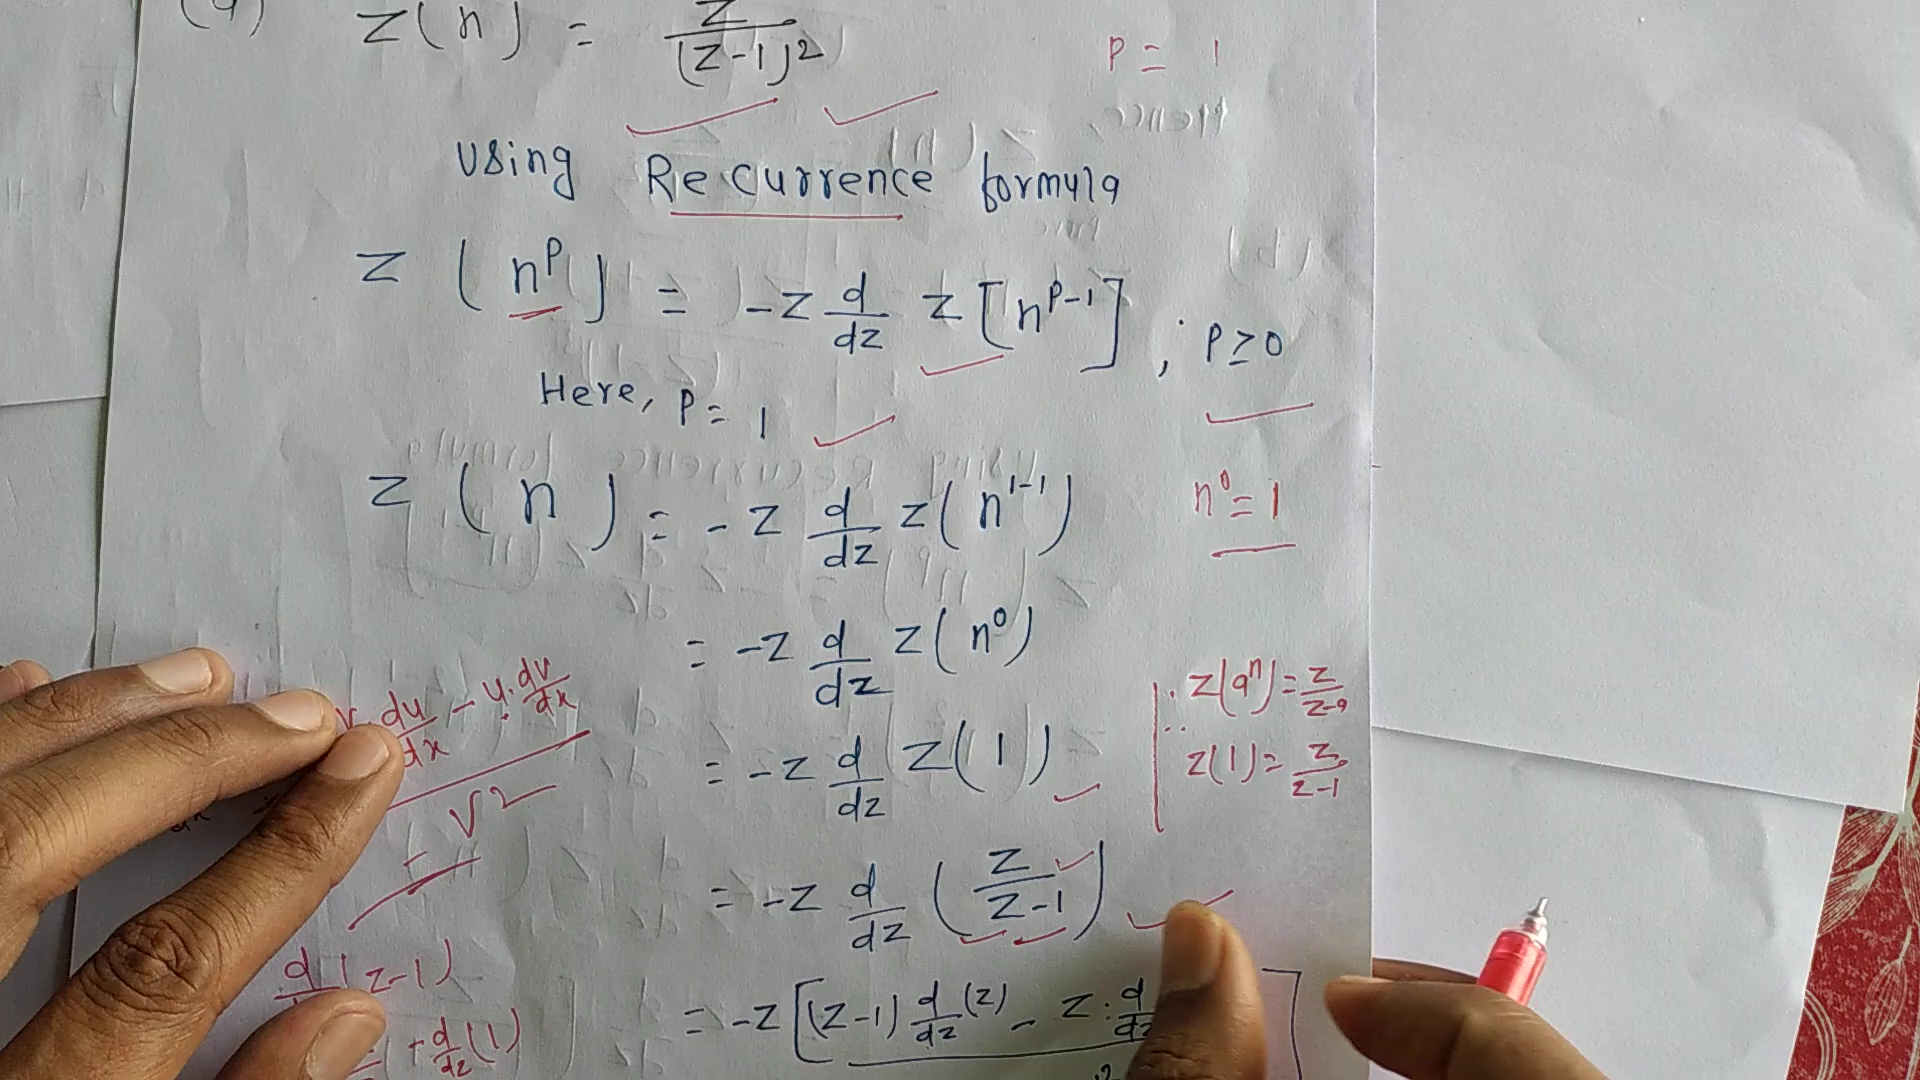 Z(n) = z/(z-1)²
P = 1
Using Recurrence formula
Z (n^p) = -z d/dz Z[n^(p-1)] ; P ≥ 0
Here, P = 1
Z (n) = -z d/dz Z(n^(1-1))
n⁰ = 1
= -z d/dz Z(n⁰)
∵ Z(aⁿ) = z/(z-a)
= -z d/dz Z(1)
Z(1) = z/(z-1)
du/dx - u·dv/dx
v²
= -z d/dz (z/(z-1))
(z-1)
= -z[(z-1) d/dz (z) - z·d/dz
d/dz(1)